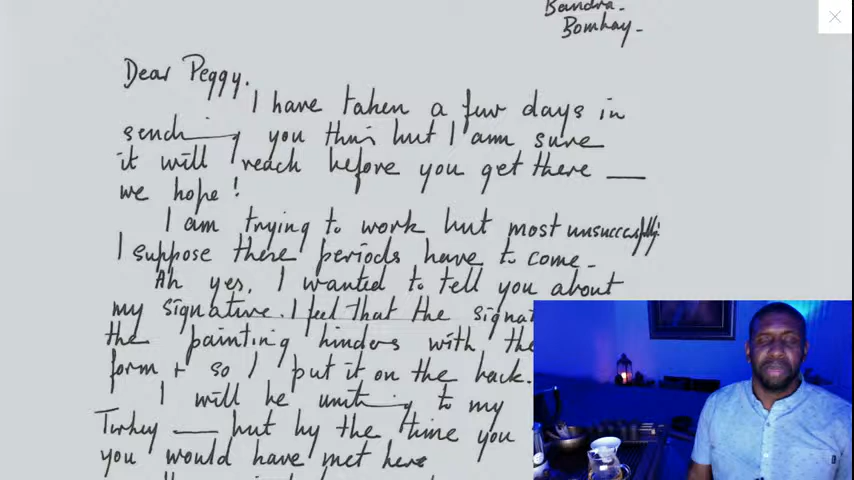 Bandra.
Bombay.
Dear Peggy.
I have taken a few days in
sending you this but I am sure
it will reach before you get there —
we hope!
I am trying to work but most unsuccessfully.
I suppose these periods have to come.
Ah yes, I wanted to tell you about
my signature. I feel that the
the painting hinders with the
form + so I put it on the back.
I will be writing to my
Turkey — but by the time you
you would have met here